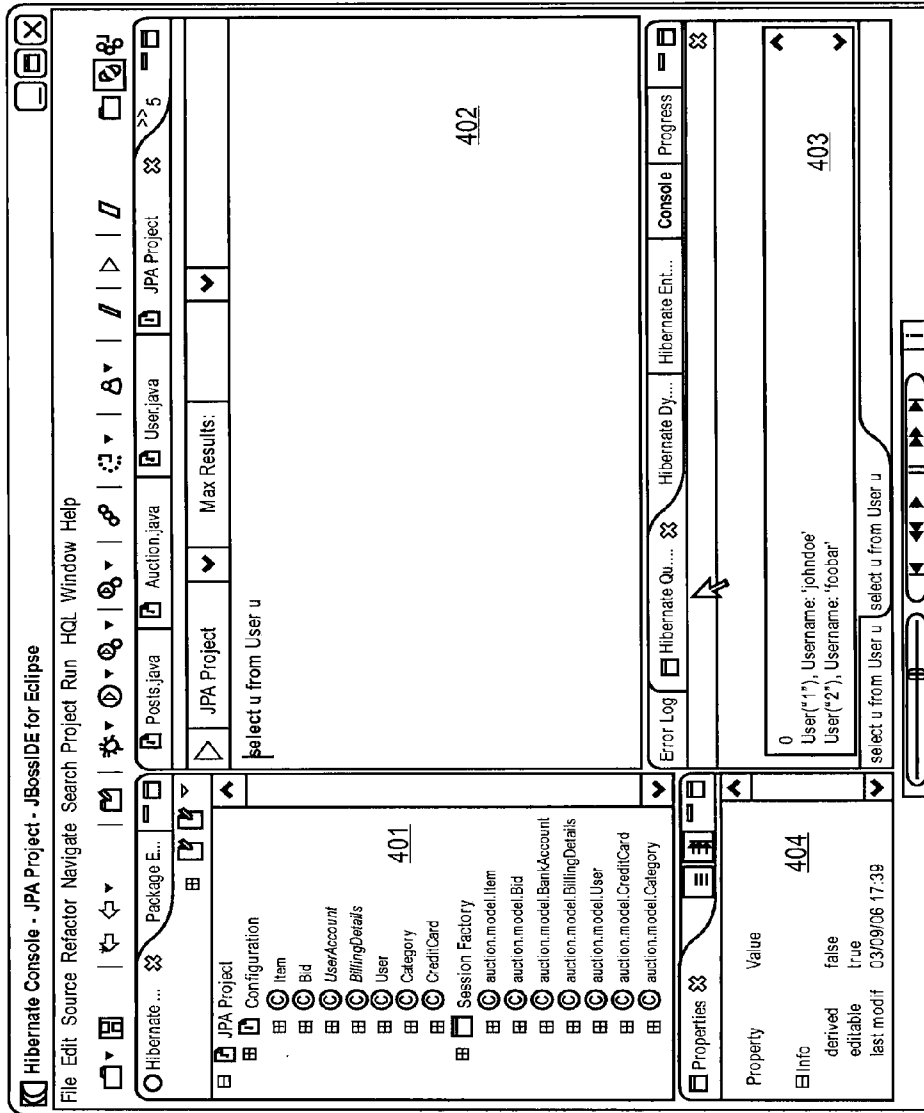 Hibernate Console - JPA Project - JBossIDE for Eclipse
File Edit Source Refactor Navigate Search Project Run HQL Window Help
Hibernate ...
Package E...
JPA Project
Configuration
Item
Bid
UserAccount
BillingDetails
User
Category
CreditCard
Session Factory
auction.model.Item
auction.model.Bid
auction.model.BankAccount
auction.model.BillingDetails
auction.model.User
auction.model.CreditCard
auction.model.Category
401
Posts.java
Auction.java
User.java
JPA Project
>> 5
JPA Project
Max Results:
select u from User u
402
Properties
Property Value
Info
derived false
editable true
last modif 03/09/06 17:39
404
Error Log
Hibernate Qu....
Hibernate Dy....
Hibernate Ent...
Console
Progress
0
User("1"), Username: 'johndoe'
User("2"), Username: 'foobar'
403
select u from User u
select u from User u